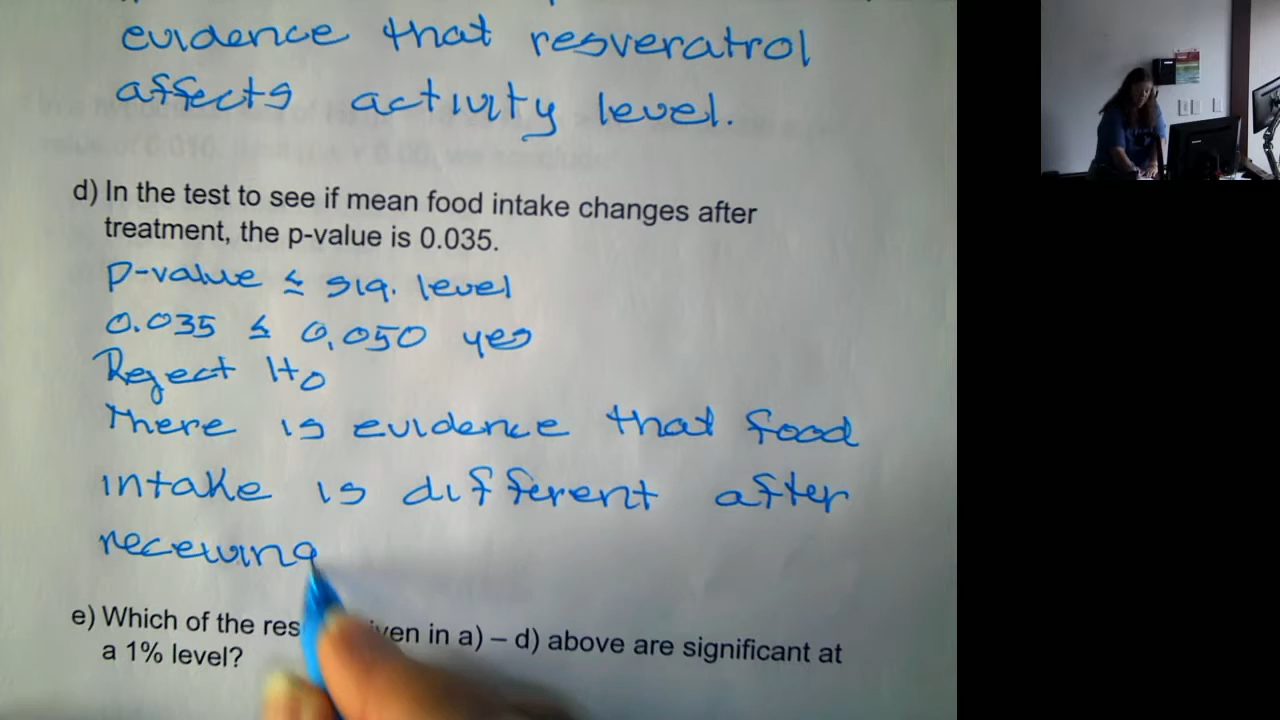 evidence that resveratrol
affects activity level.
d) In the test to see if mean food intake changes after
treatment, the p-value is 0.035.
P-value ≤ sig. level
0.035 ≤ 0.050 yes
Reject H0
There is evidence that food
intake is different after
receiving
e) Which of the res ven in a) – d) above are significant at
a 1% level?